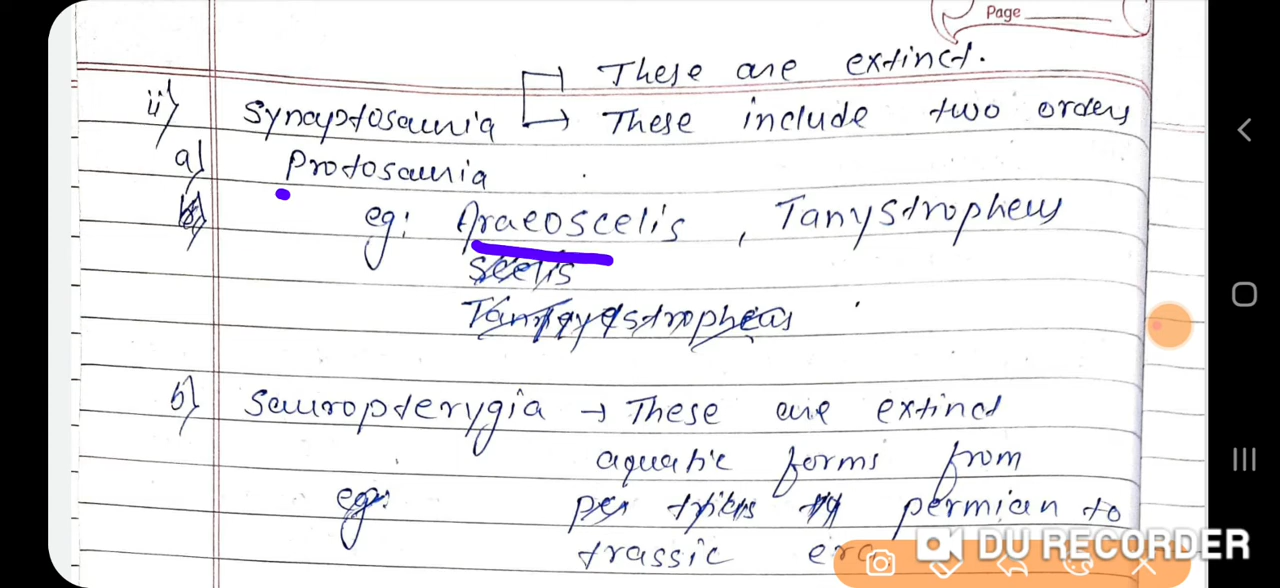 Page
These are extinct.
ii) Synaptosauria These include two orders
a) Protosauria
eg: Araeoscelis, Tanystropheus
scelis
b) Sauropterygia → These are extinct
aquatic forms from
eg: permian to
trassic era
DU RECORDER